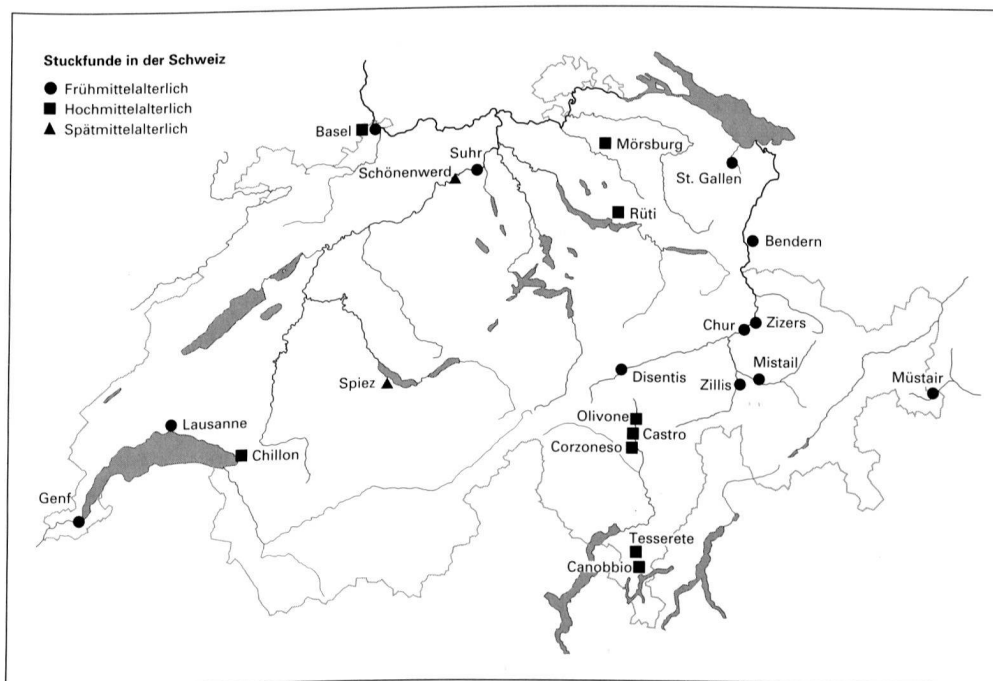 Stuckfunde in der Schweiz
Frühmittelalterlich
Hochmittelalterlich
Spätmittelalterlich
Basel
Mörsburg
Suhr
Schönenwerd
St. Gallen
Rüti
Bendern
Chur
Zizers
Mistail
Disentis
Zillis
Müstair
Spiez
Olivone
Lausanne
Castro
Corzoneso
Chillon
Genf
Tesserete
Canobbio